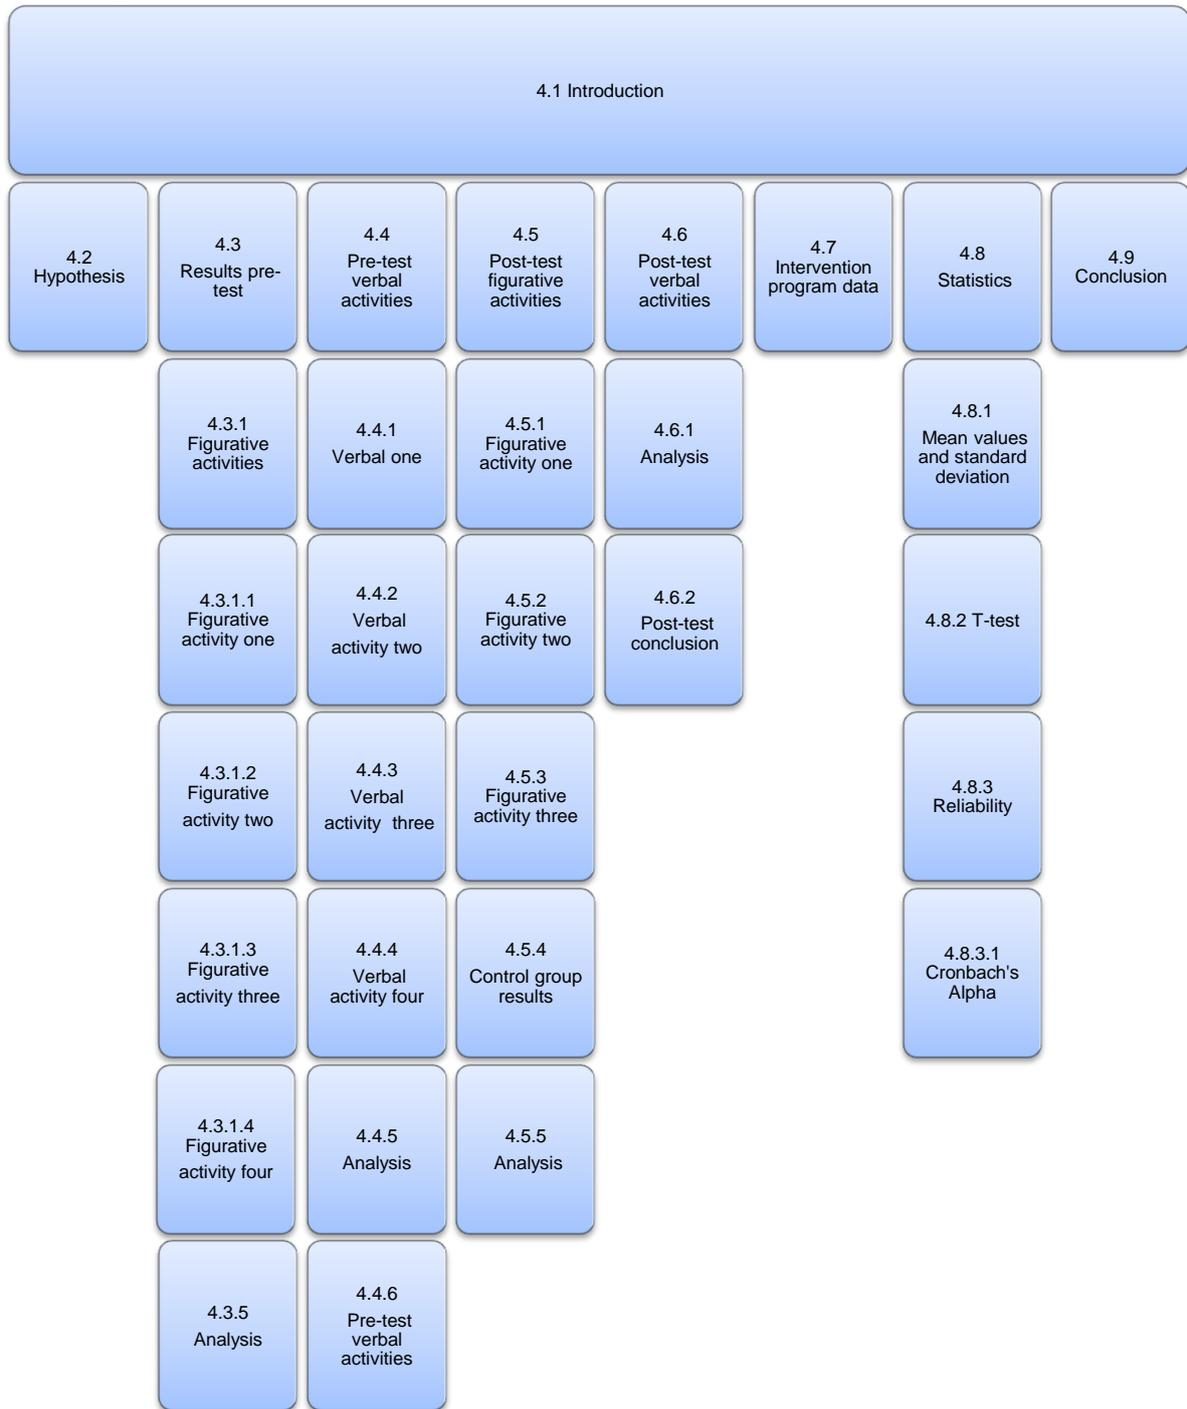 4.1 Introduction
4.2
Hypothesis
4.3
Results pre-
test
4.4
Pre-test
verbal
activities
4.5
Post-test
figurative
activities
4.6
Post-test
verbal
activities
4.7
Intervention
program data
4.8
Statistics
4.9
Conclusion
4.3.1
Figurative
activities
4.4.1
Verbal one
4.5.1
Figurative
activity one
4.6.1
Analysis
4.8.1
Mean values
and standard
deviation
4.3.1.1
Figurative
activity one
4.4.2
Verbal
activity two
4.5.2
Figurative
activity two
4.6.2
Post-test
conclusion
4.8.2 T-test
4.3.1.2
Figurative
activity two
4.4.3
Verbal
activity three
4.5.3
Figurative
activity three
4.8.3
Reliability
4.3.1.3
Figurative
activity three
4.4.4
Verbal
activity four
4.5.4
Control group
results
4.8.3.1
Cronbach's
Alpha
4.3.1.4
Figurative
activity four
4.4.5
Analysis
4.5.5
Analysis
4.3.5
Analysis
4.4.6
Pre-test
verbal
activities